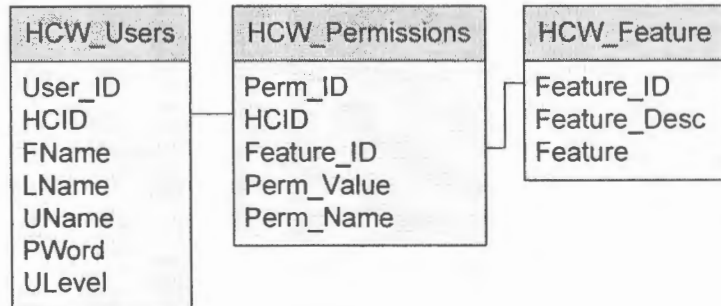 HCW_Users
User_ID
HCID
FName
LName
UName
PWord
ULevel
HCW_Permissions
Perm_ID
HCID
Feature_ID
Perm_Value
Perm_Name
HCW_Feature
Feature_ID
Feature_Desc
Feature